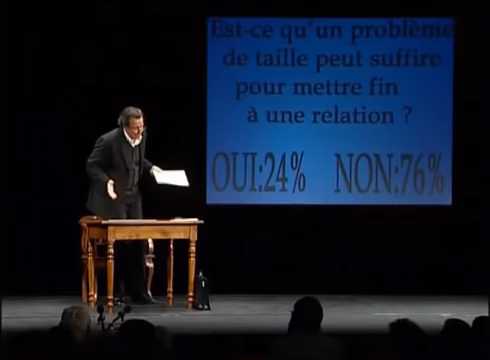 Est-ce qu'un problème
de taille peut suffire
pour mettre fin
à une relation ?
OUI:24% NON:76%